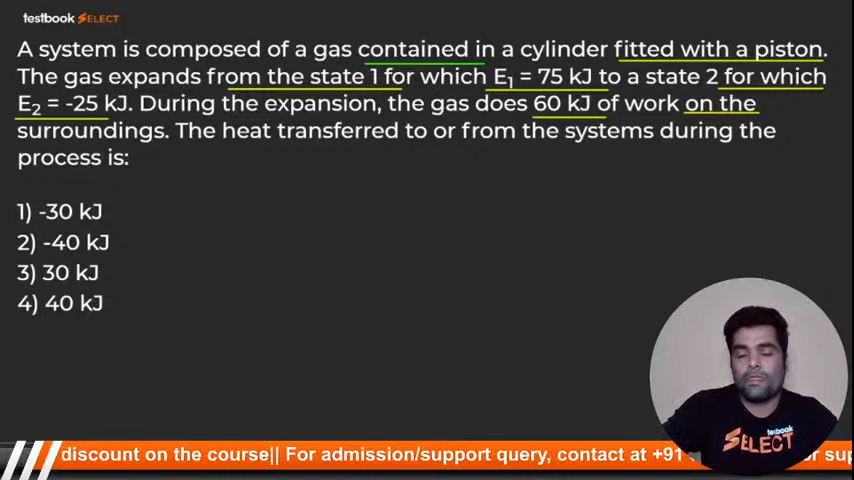 testbook SELECT
A system is composed of a gas contained in a cylinder fitted with a piston.
The gas expands from the state 1 for which E₁ = 75 kJ to a state 2 for which
E₂ = -25 kJ. During the expansion, the gas does 60 kJ of work on the
surroundings. The heat transferred to or from the systems during the
process is:
1) -30 kJ
2) -40 kJ
3) 30 kJ
4) 40 kJ
testbook
SELECT
discount on the course|| For admission/support query, contact at +91